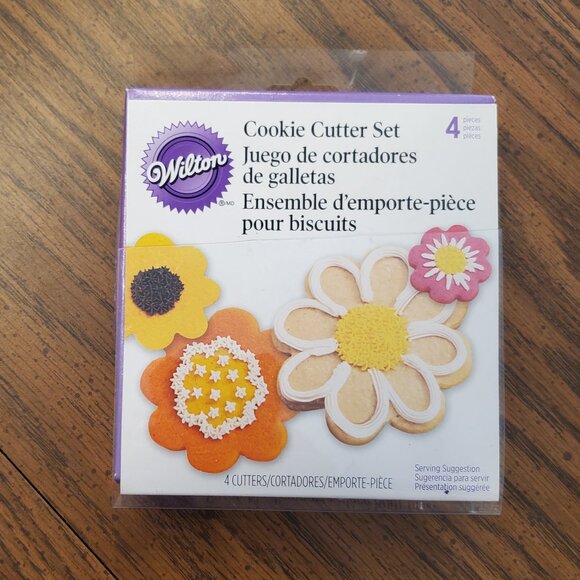 Wilton
®MD
Cookie Cutter Set
4 pieces
piezas
pièces
Juego de cortadores
de galletas
Ensemble d'emporte-pièce
pour biscuits
Serving Suggestion
Sugerencia para servir
Présentation suggérée
4 CUTTERS/CORTADORES/EMPORTE-PIÈCE